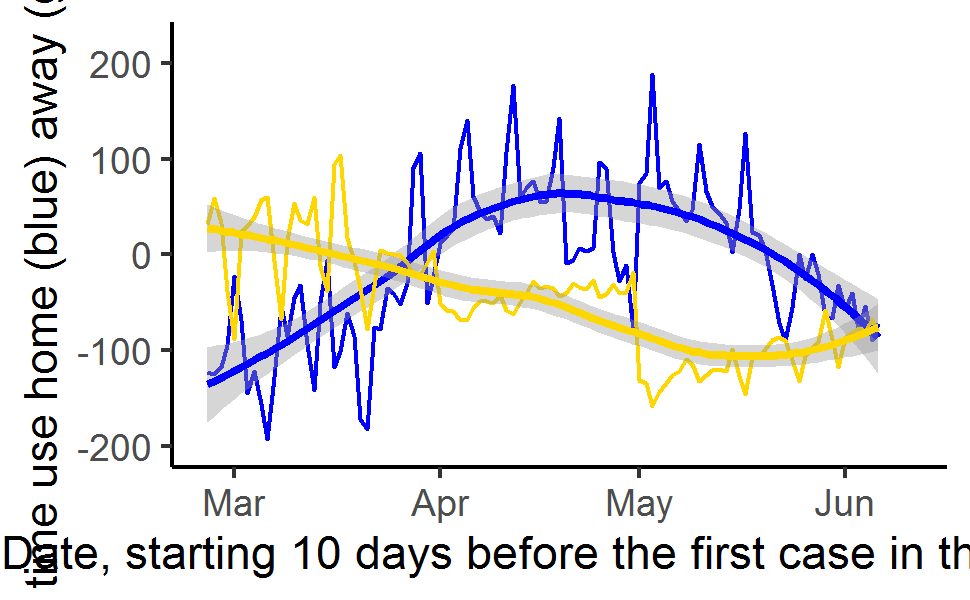 time use home (blue) away (
200
100
0
-100
-200
Mar Apr May Jun
Date, starting 10 days before the first case in th